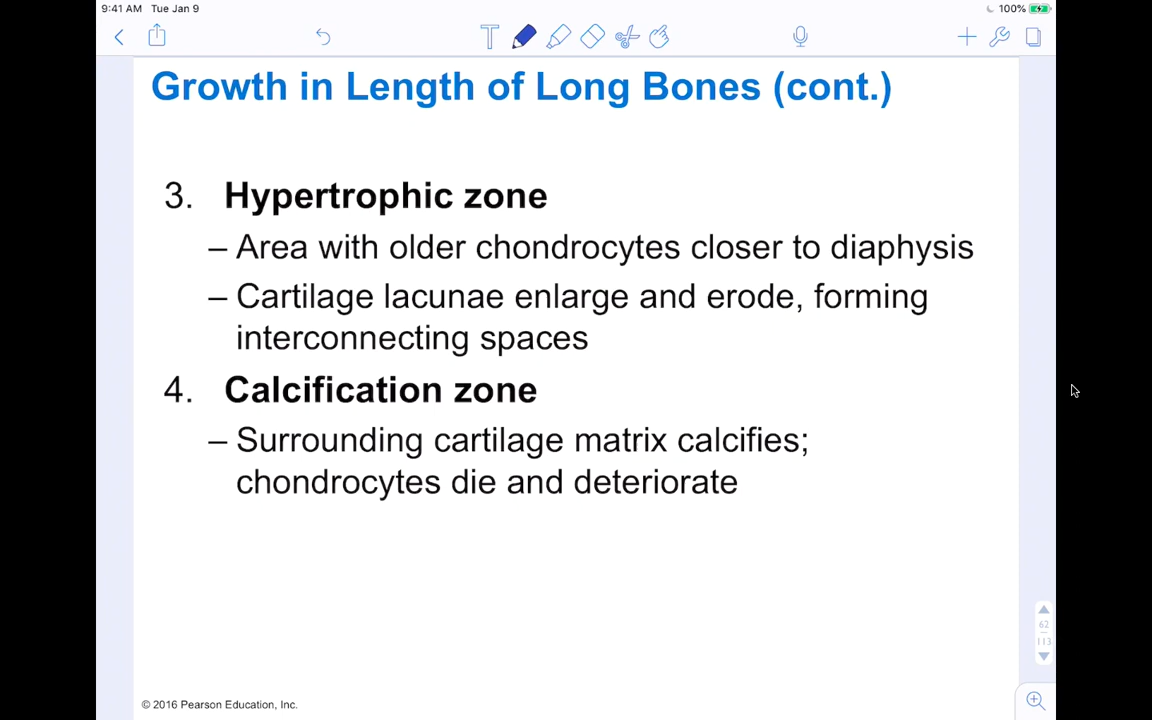 9:41 AM Tue Jan 9
100%
Growth in Length of Long Bones (cont.)
3. Hypertrophic zone
– Area with older chondrocytes closer to diaphysis
– Cartilage lacunae enlarge and erode, forming
interconnecting spaces
4. Calcification zone
– Surrounding cartilage matrix calcifies;
chondrocytes die and deteriorate
62
113
© 2016 Pearson Education, Inc.